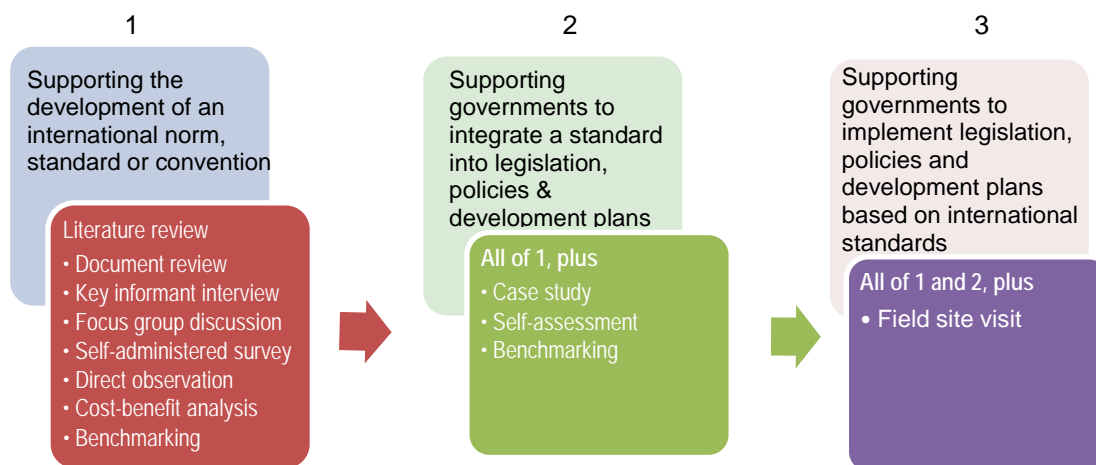 1
Supporting the
development of an
international norm,
standard or convention
Literature review
• Document review
• Key informant interview
• Focus group discussion
• Self-administered survey
• Direct observation
• Cost-benefit analysis
• Benchmarking
2
Supporting
governments to
integrate a standard
into legislation,
policies &
development plans
All of 1, plus
• Case study
• Self-assessment
• Benchmarking
3
Supporting
governments to
implement legislation,
policies and
development plans
based on international
standards
All of 1 and 2, plus
• Field site visit